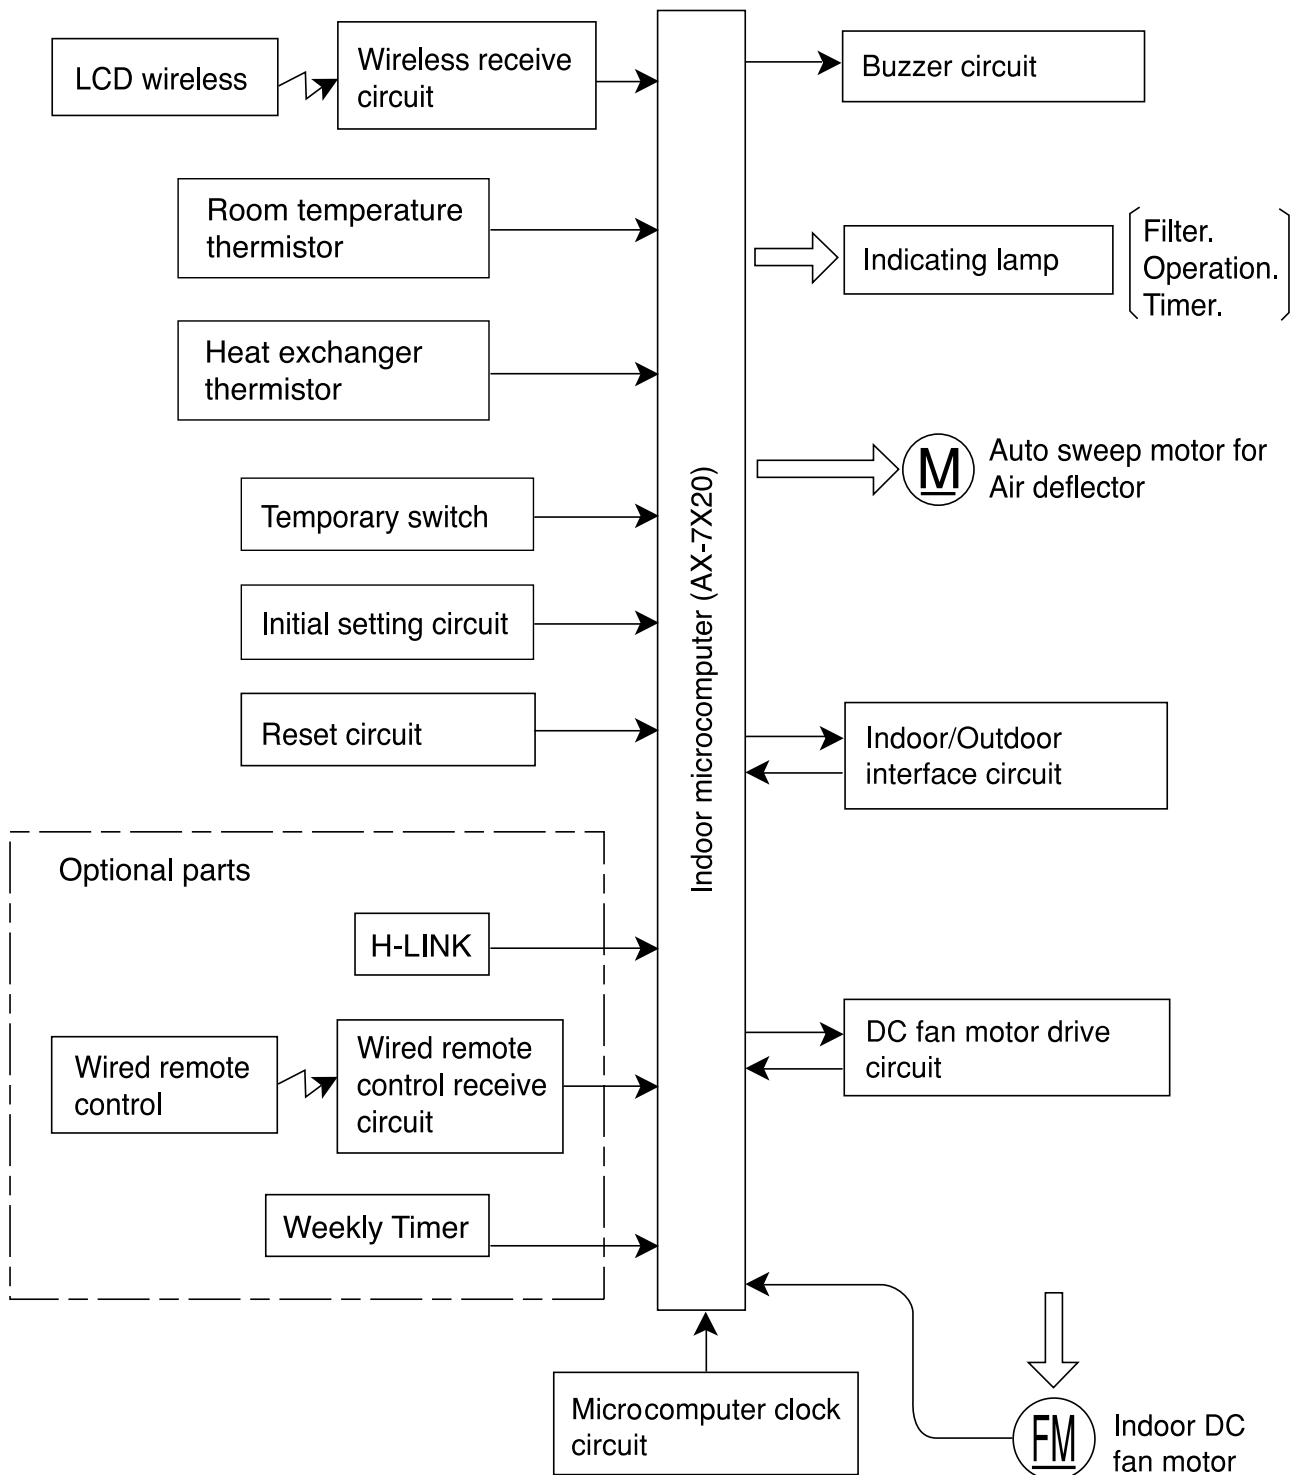 LCD wireless
Wireless receive
circuit
Buzzer circuit
Room temperature
thermistor
Indicating lamp
Filter.
Operation.
Timer.
Heat exchanger
thermistor
M
Auto sweep motor for
Air deflector
Temporary switch
Initial setting circuit
Reset circuit
Indoor microcomputer (AX-7X20)
Indoor/Outdoor
interface circuit
Optional parts
H-LINK
Wired remote
control
Wired remote
control receive
circuit
DC fan motor drive
circuit
Weekly Timer
Microcomputer clock
circuit
FM
Indoor DC
fan motor